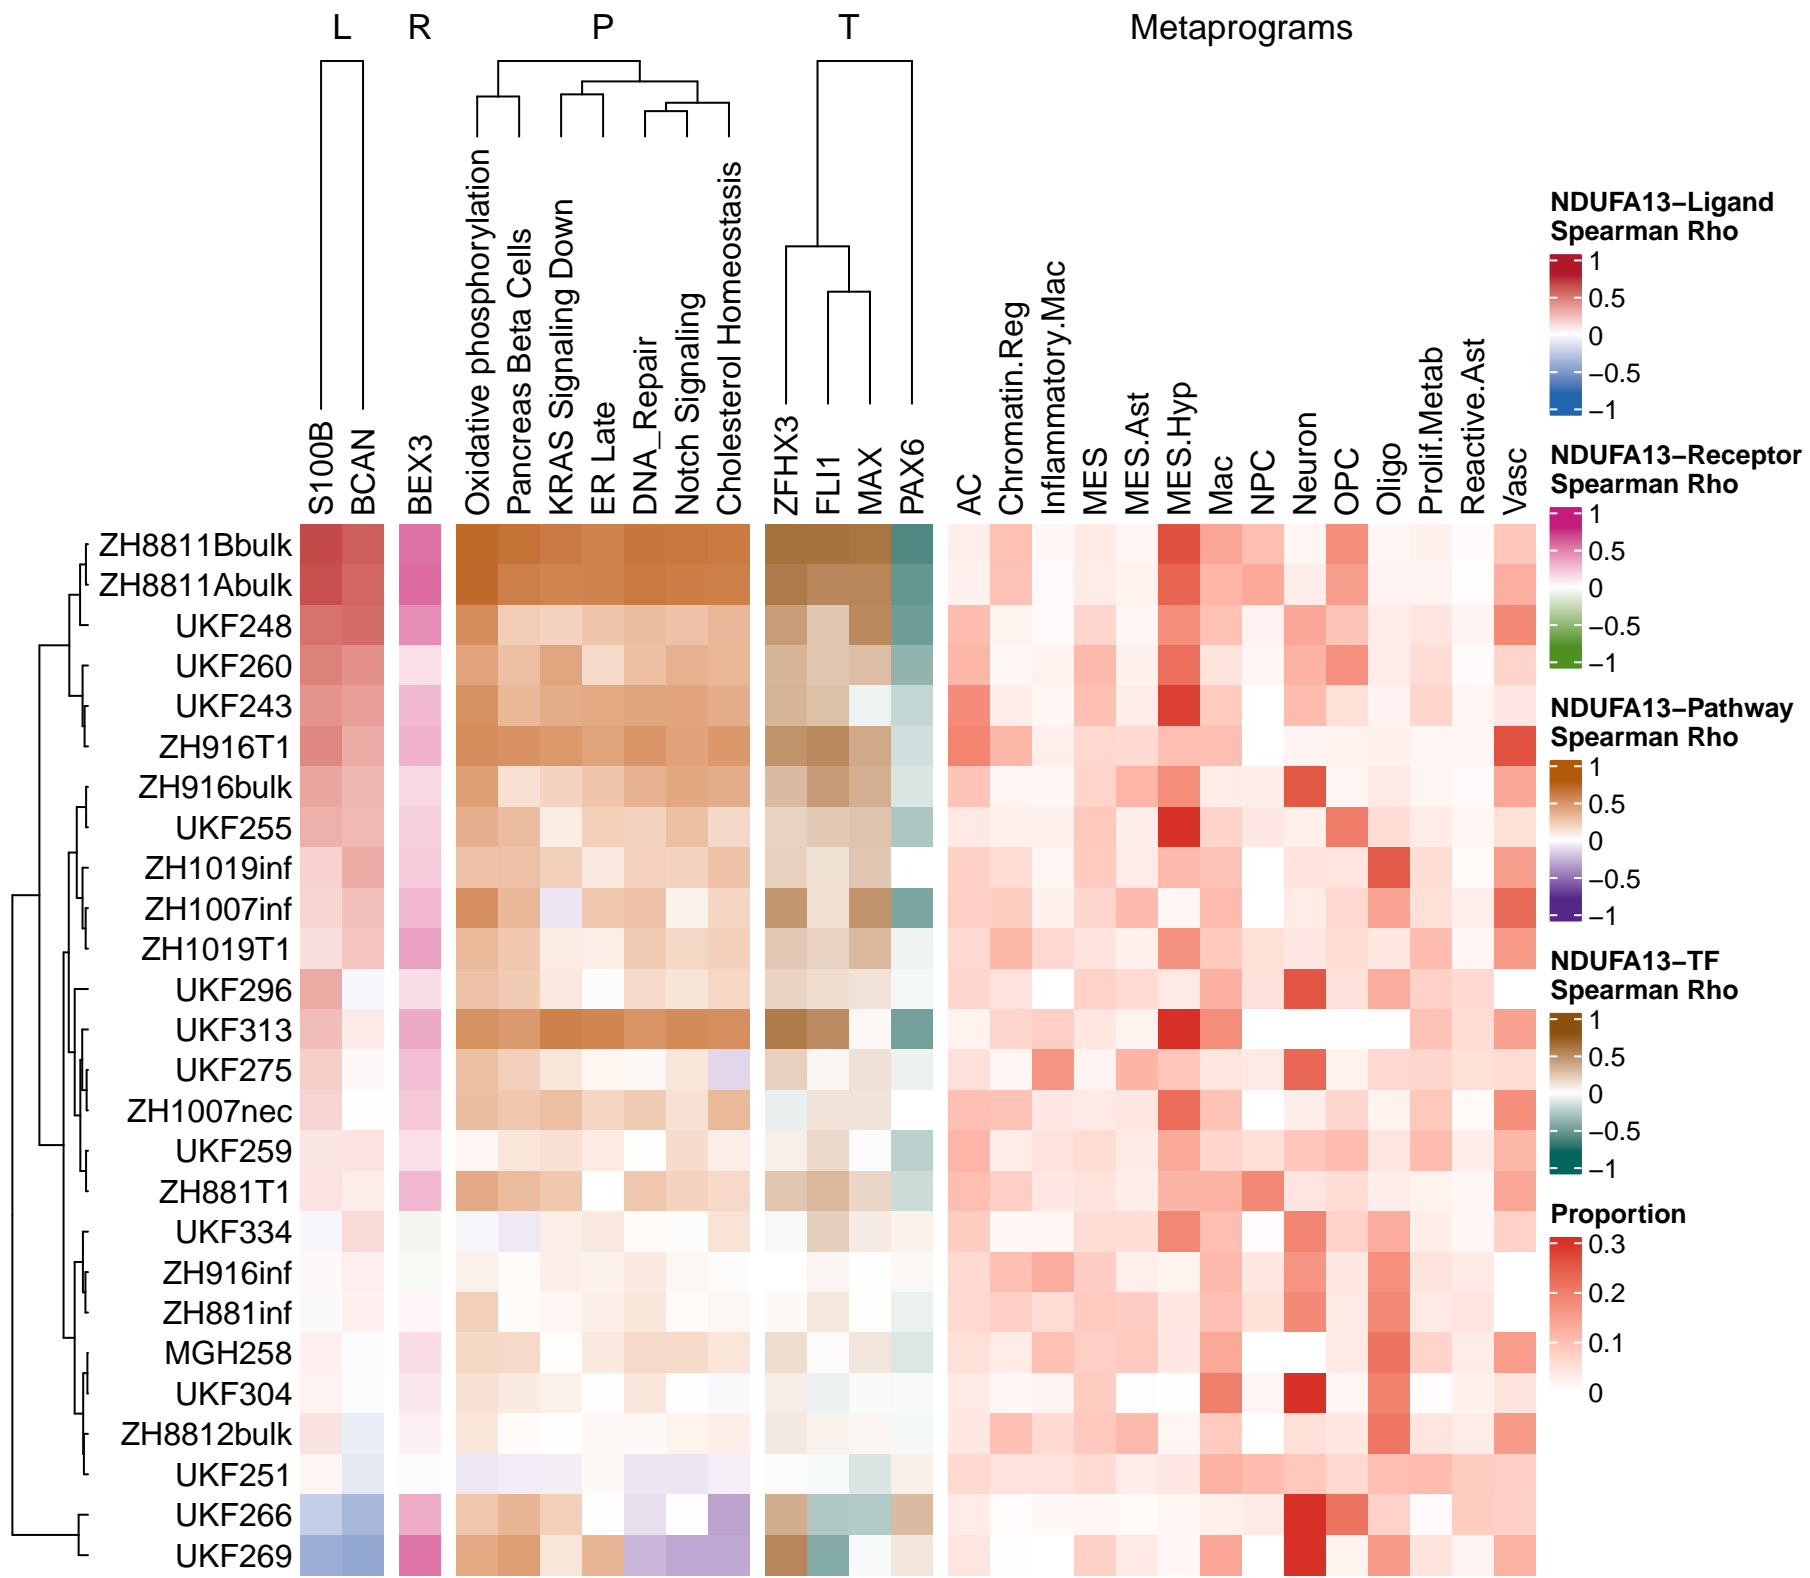 L R P T Metaprograms
Oxidative phosphorylation
Pancreas Beta Cells
KRAS Signaling Down
ER Late
DNA_Repair
Notch Signaling
Cholesterol Homeostasis
S100B
BCAN
BEX3
ZFHX3
FLI1
MAX
PAX6
AC
Chromatin.Reg
Inflammatory.Mac
MES
MES.Ast
MES.Hyp
Mac
NPC
Neuron
OPC
Oligo
Prolif.Metab
Reactive.Ast
Vasc
ZH8811Bbulk
ZH8811Abulk
UKF248
UKF260
UKF243
ZH916T1
ZH916bulk
UKF255
ZH1019inf
ZH1007inf
ZH1019T1
UKF296
UKF313
UKF275
ZH1007nec
UKF259
ZH881T1
UKF334
ZH916inf
ZH881inf
MGH258
UKF304
ZH8812bulk
UKF251
UKF266
UKF269
NDUFA13–Ligand
Spearman Rho
1
0.5
0
−0.5
−1
NDUFA13–Receptor
Spearman Rho
1
0.5
0
−0.5
−1
NDUFA13–Pathway
Spearman Rho
1
0.5
0
−0.5
−1
NDUFA13–TF
Spearman Rho
1
0.5
0
−0.5
−1
Proportion
0.3
0.2
0.1
0